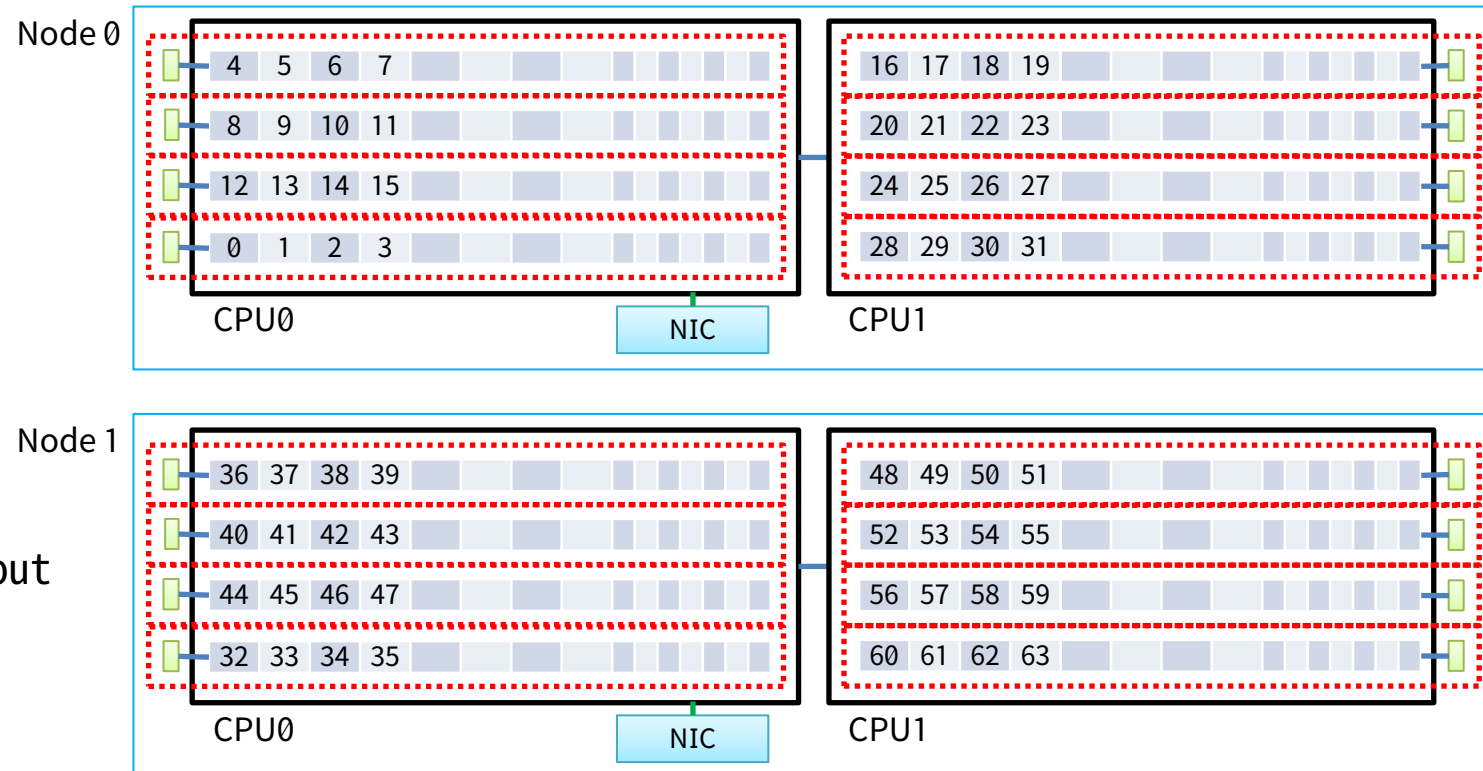 Node 0
4 5 6 7
8 9 10 11
12 13 14 15
0 1 2 3
CPU0
NIC
16 17 18 19
20 21 22 23
24 25 26 27
28 29 30 31
CPU1
Node 1
36 37 38 39
40 41 42 43
44 45 46 47
32 33 34 35
CPU0
NIC
48 49 50 51
52 53 54 55
56 57 58 59
60 61 62 63
CPU1